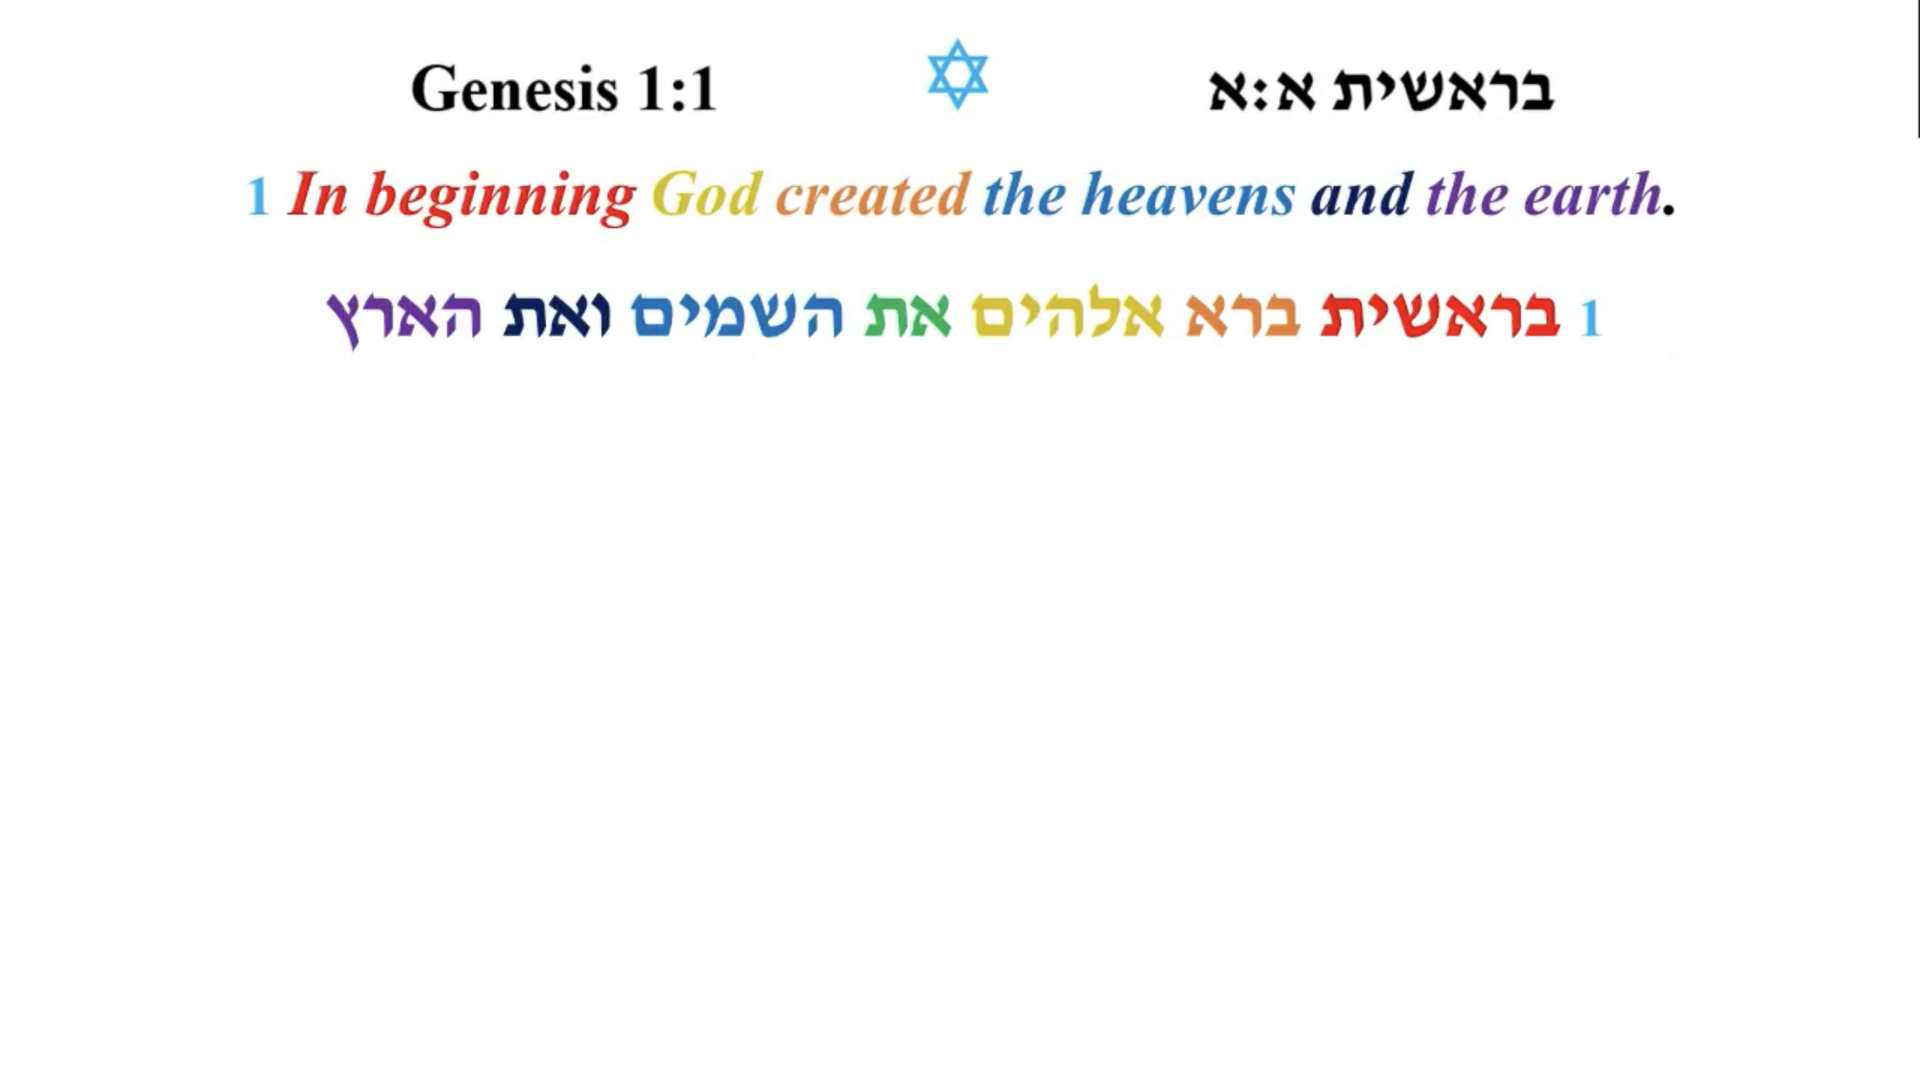 Genesis 1:1 ✡ בראשית א:א
1 In beginning God created the heavens and the earth.
1 בראשית ברא אלהים את השמים ואת הארץ